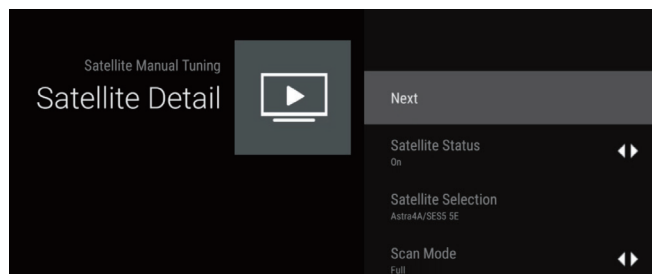 Satellite Manual Tuning
Satellite Detail
Next
Satellite Status
On
Satellite Selection
Astra4A/SES5 5E
Scan Mode
Full